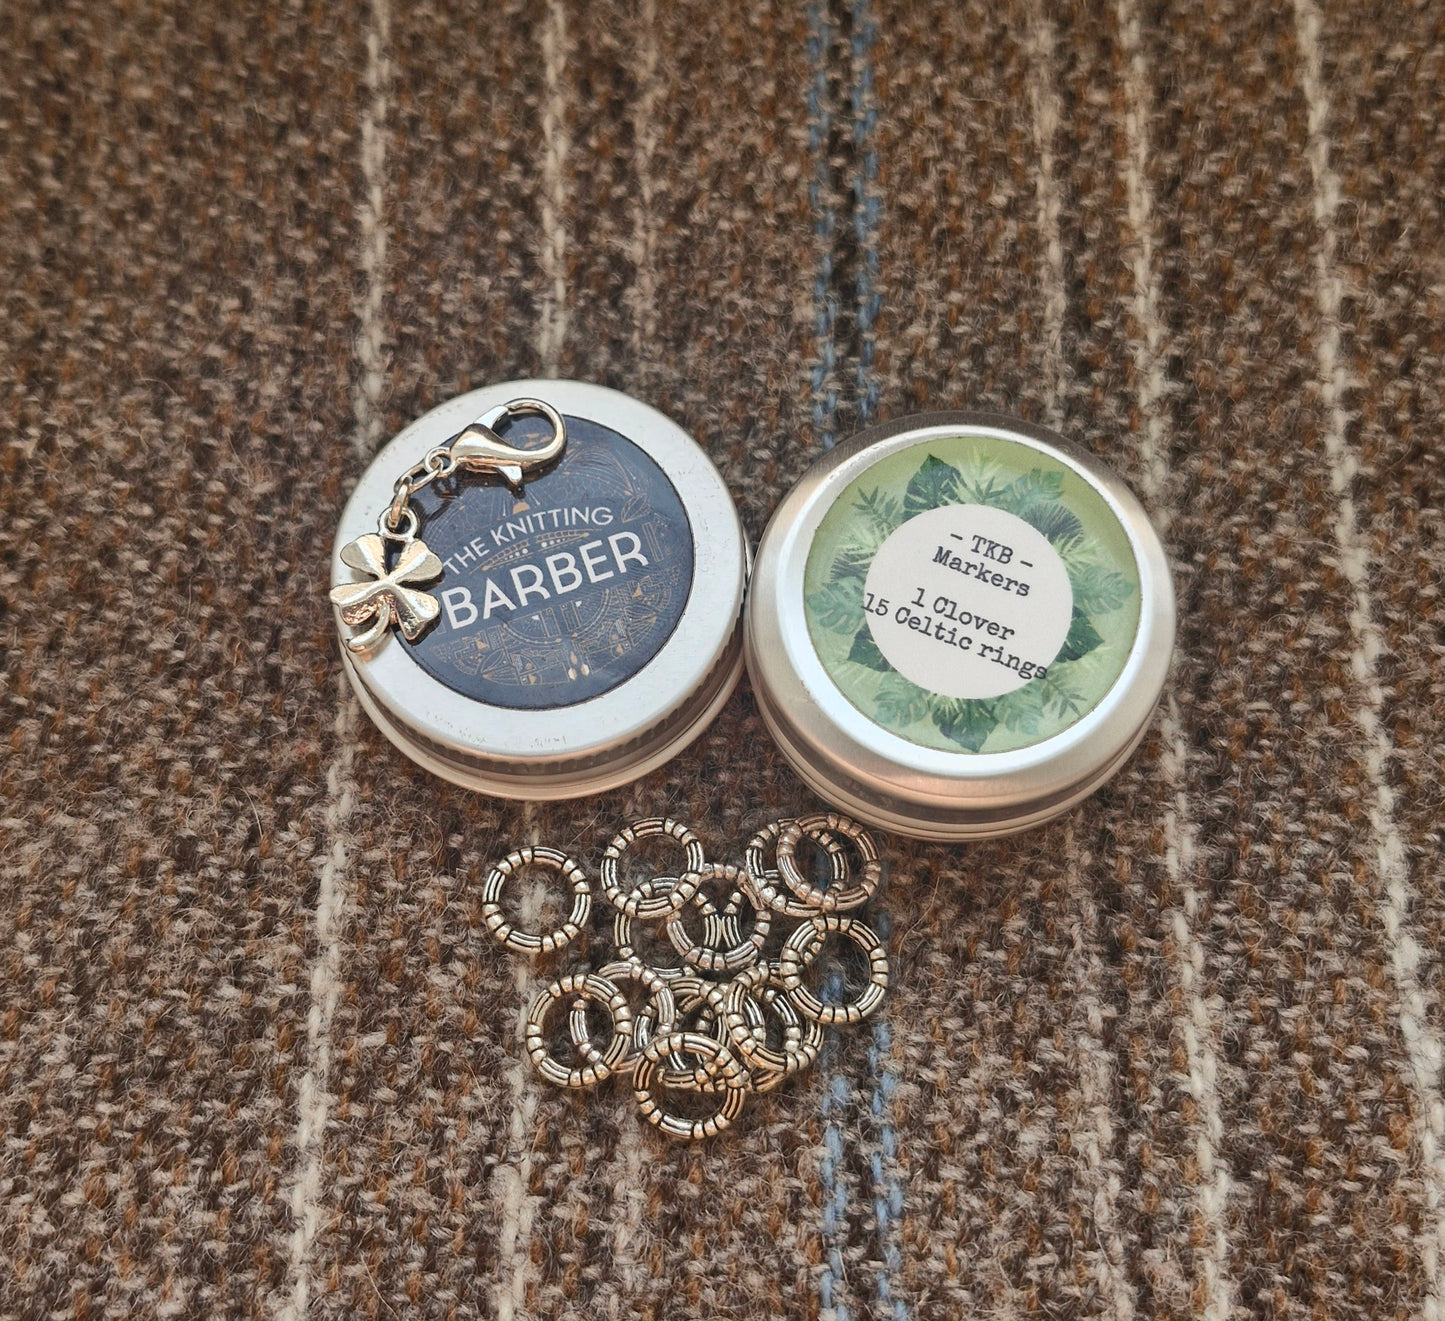 THE KNITTING
BARBER
- TKB -
Markers
1 Clover
15 Celtic rings